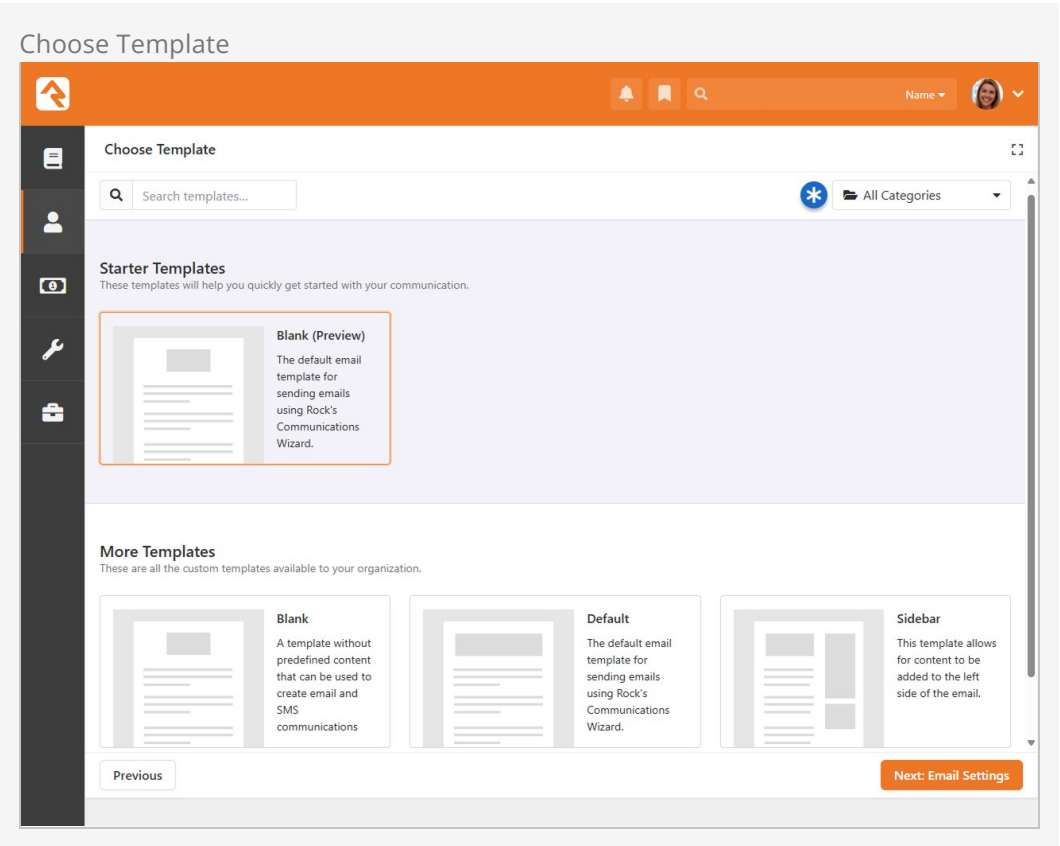 Choose Template
Name
Choose Template
Search templates...
All Categories
Starter Templates
These templates will help you quickly get started with your communication.
Blank (Preview)
The default email
template for
sending emails
using Rock's
Communications
Wizard.
More Templates
These are all the custom templates available to your organization.
Blank
A template without
predefined content
that can be used to
create email and
SMS
communications
Default
The default email
template for
sending emails
using Rock's
Communications
Wizard.
Sidebar
This template allows
for content to be
added to the left
side of the email.
Previous
Next: Email Settings